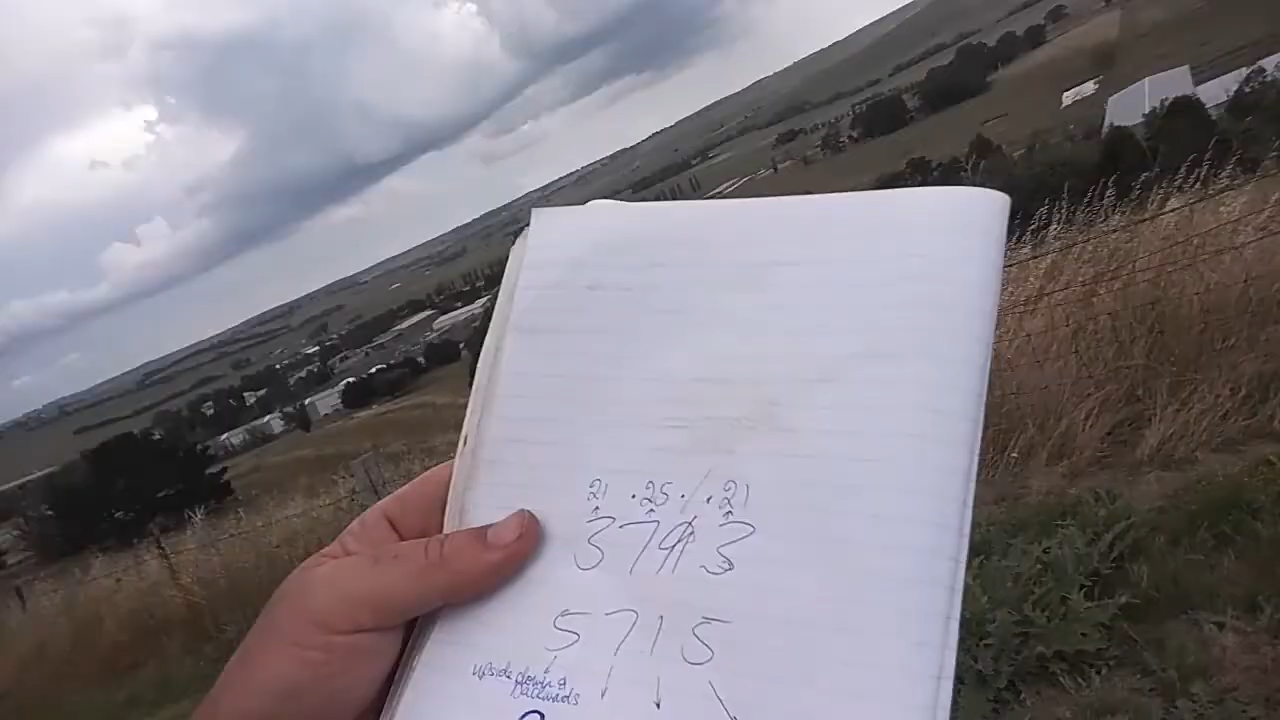 21 .25. / .21
3793
5715
upside down &
backwards